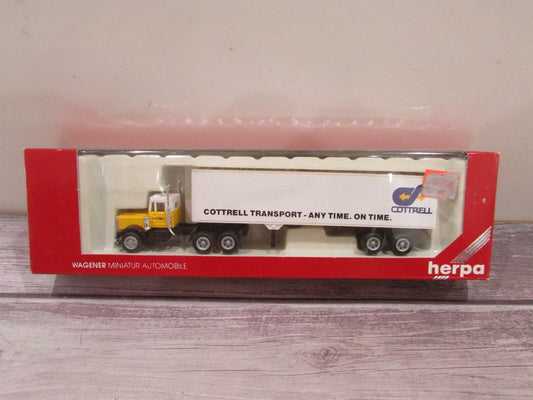 COTTRELL
COTTRELL TRANSPORT - ANY TIME. ON TIME.
WAGENER MINIATUR AUTOMOBILE
herpa